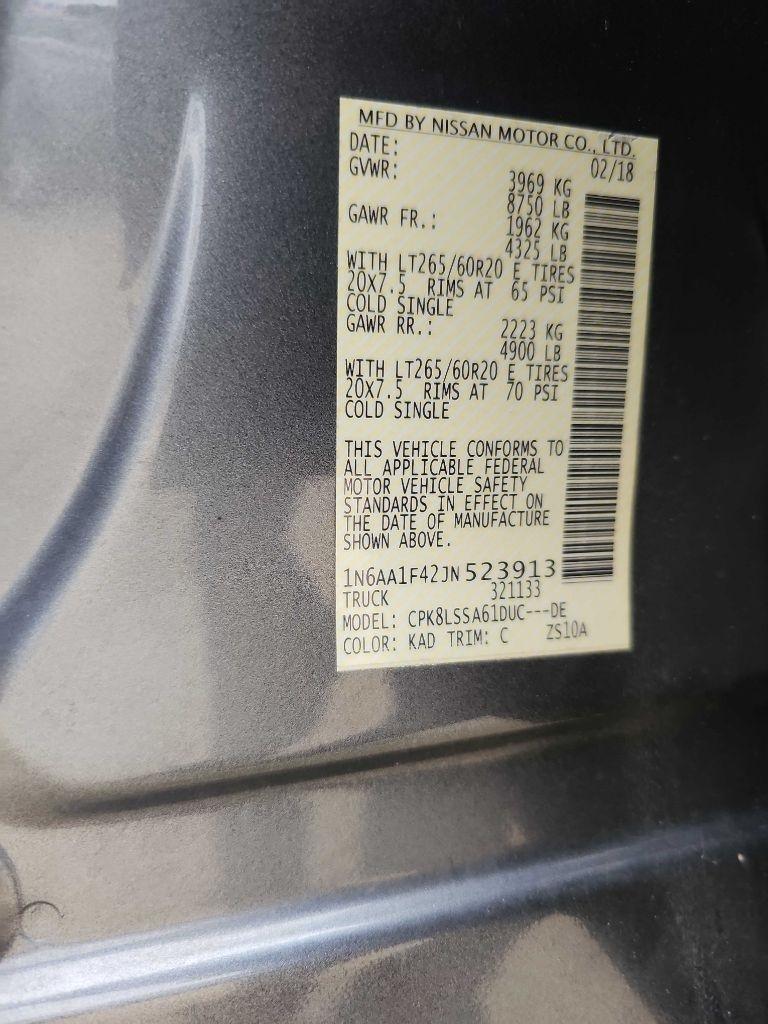 MFD BY NISSAN MOTOR CO., LTD.
DATE: 02/18
GVWR: 3969 KG
8750 LB
GAWR FR.: 1962 KG
4325 LB
WITH LT265/60R20 E TIRES
20X7.5 RIMS AT 65 PSI
COLD SINGLE
GAWR RR.: 2223 KG
4900 LB
WITH LT265/60R20 E TIRES
20X7.5 RIMS AT 70 PSI
COLD SINGLE
THIS VEHICLE CONFORMS TO
ALL APPLICABLE FEDERAL
MOTOR VEHICLE SAFETY
STANDARDS IN EFFECT ON
THE DATE OF MANUFACTURE
SHOWN ABOVE.
1N6AA1F42JN523913
TRUCK 321133
MODEL: CPK8LSSA61DUC---DE
COLOR: KAD TRIM: C ZS10A